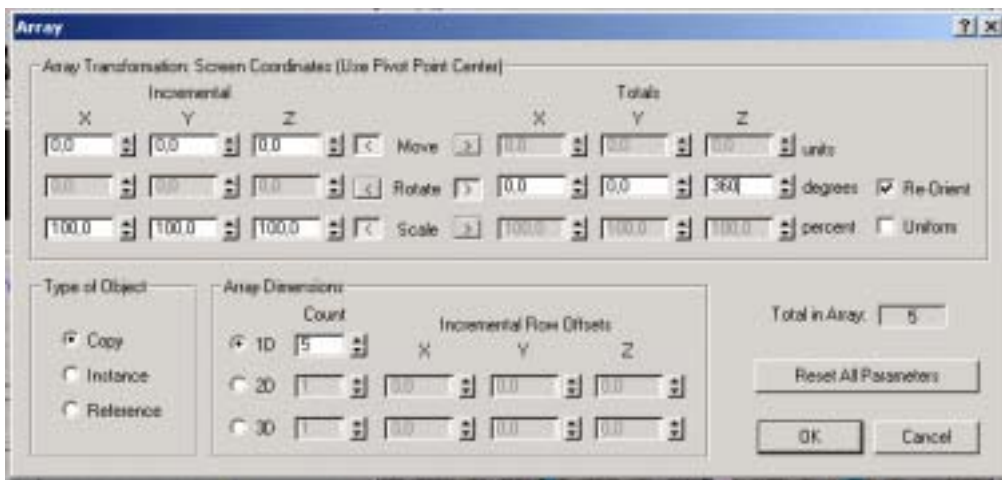 Array
Array Transformation: Screen Coordinates (Use Pivot Point Center)
Incremental Totals
X Y Z X Y Z
0,0 0,0 0,0 < Move > 0,0 0,0 0,0 units
0,0 0,0 0,0 < Rotate > 0,0 0,0 360 degrees Re-Orient
100,0 100,0 100,0 < Scale > 100,0 100,0 100,0 percent Uniform
Type of Object Array Dimensions
Count Incremental Row Offsets Total in Array: 5
Copy 1D 5 X Y Z
Instance 2D 1 0,0 0,0 0,0 Reset All Parameters
Reference 3D 1 0,0 0,0 0,0
OK Cancel